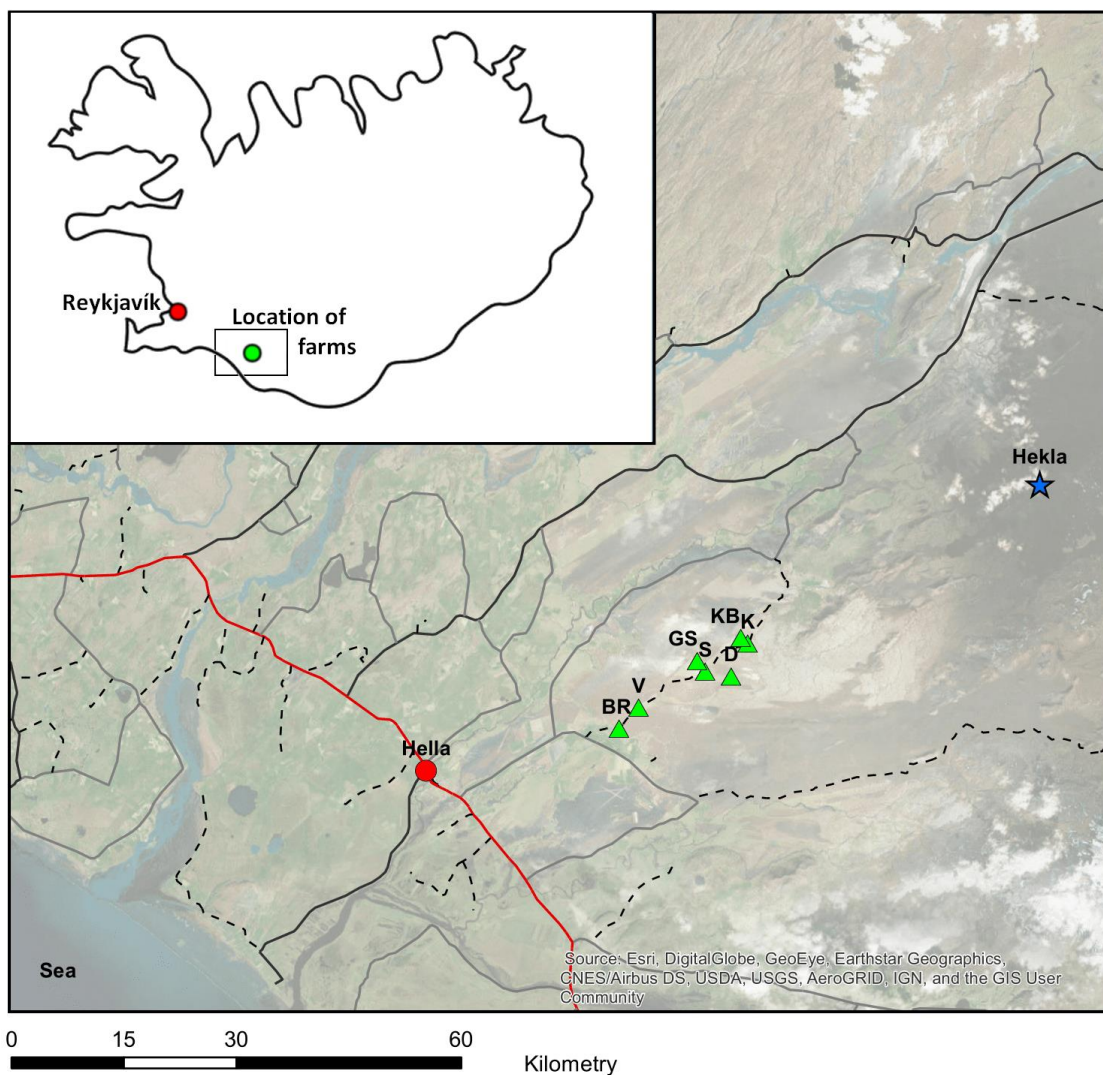 Reykjavík
Location of
farms
Hekla
KB K
GS S D
V
BR
Hella
Sea
Source: Esri, DigitalGlobe, GeoEye, Earthstar Geographics,
CNES/Airbus DS, USDA, USGS, AeroGRID, IGN, and the GIS User
Community
0 15 30 60
Kilometry